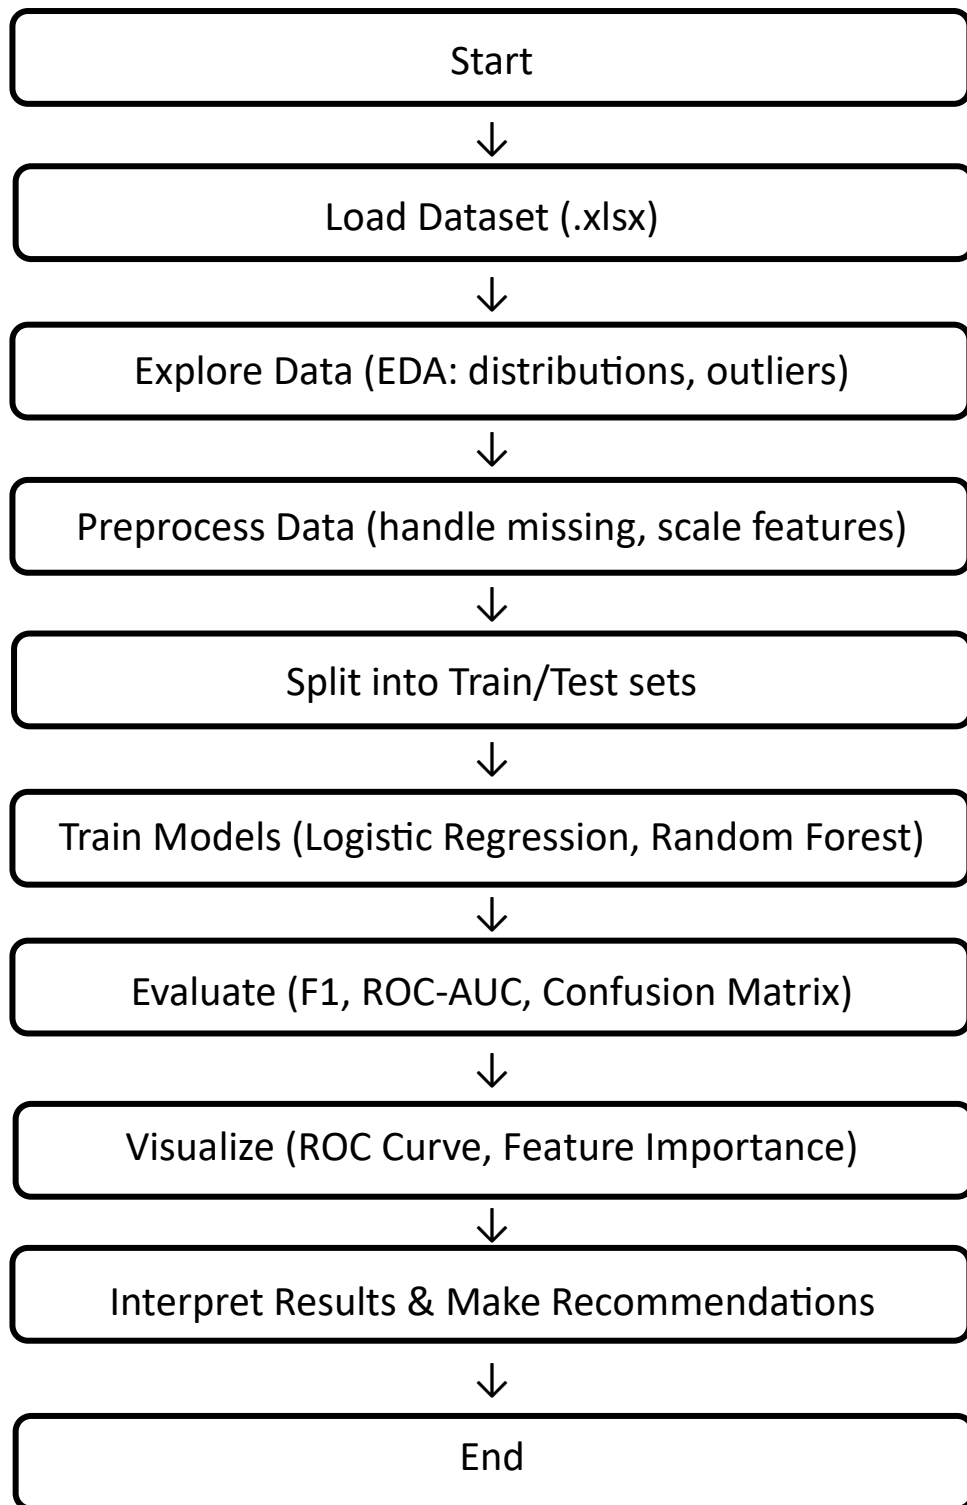 Start
↓
Load Dataset (.xlsx)
↓
Explore Data (EDA: distributions, outliers)
↓
Preprocess Data (handle missing, scale features)
↓
Split into Train/Test sets
↓
Train Models (Logistic Regression, Random Forest)
↓
Evaluate (F1, ROC-AUC, Confusion Matrix)
↓
Visualize (ROC Curve, Feature Importance)
↓
Interpret Results & Make Recommendations
↓
End